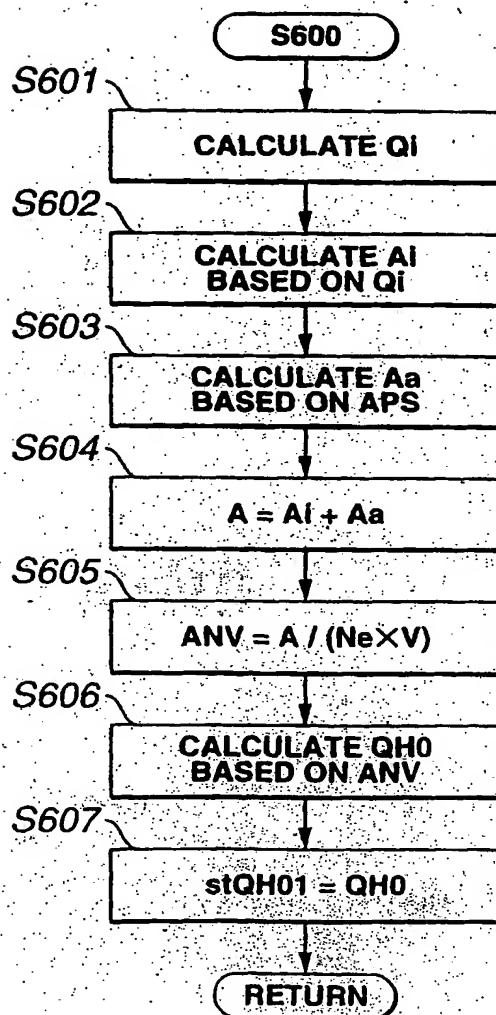 S600
S601
CALCULATE Qi
S602
CALCULATE Ai
BASED ON Qi
S603
CALCULATE Aa
BASED ON APS
S604
A = Ai + Aa
S605
ANV = A / (Ne×V)
S606
CALCULATE QH0
BASED ON ANV
S607
stQH01 = QH0
RETURN